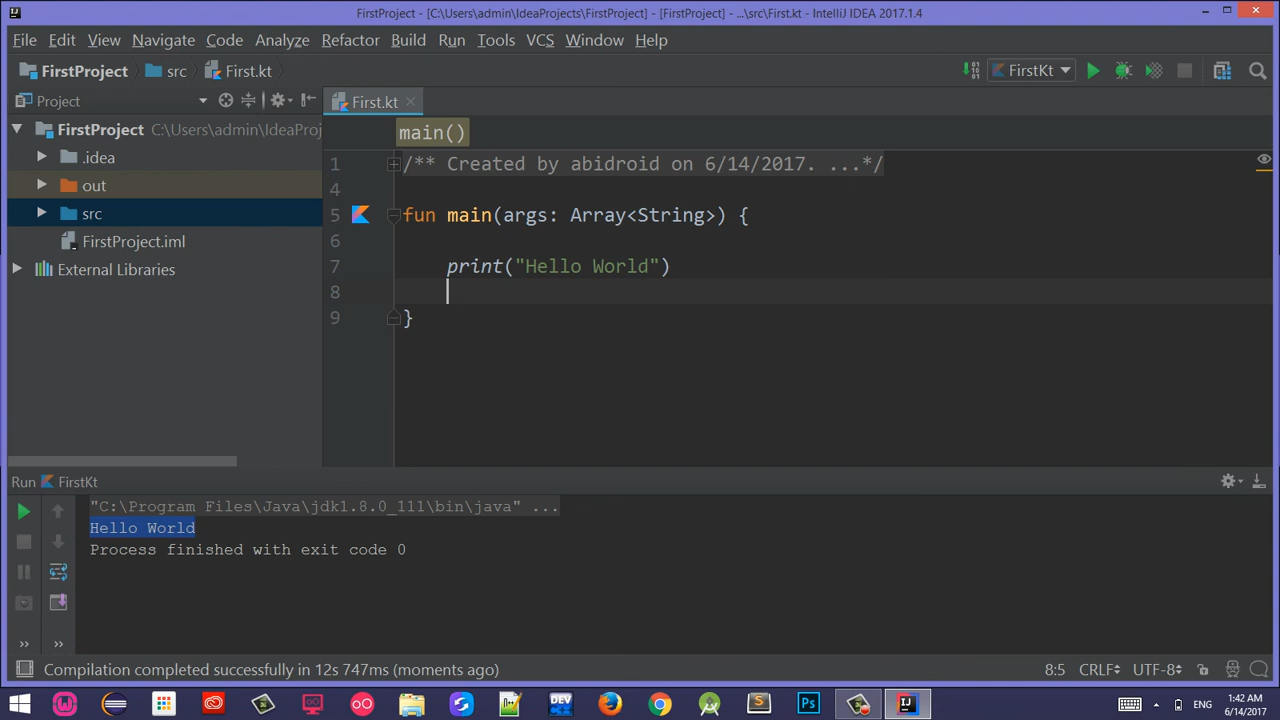 FirstProject - [C:\Users\admin\IdeaProjects\FirstProject] - [FirstProject] - ...\src\First.kt - IntelliJ IDEA 2017.1.4
File Edit View Navigate Code Analyze Refactor Build Run Tools VCS Window Help
FirstProject src First.kt FirstKt
Project First.kt
main()
FirstProject C:\Users\admin\IdeaProj
.idea
out
src
FirstProject.iml
External Libraries
1 /** Created by abidroid on 6/14/2017. ...*/
4
5 fun main(args: Array<String>) {
6
7 print("Hello World")
8
9 }
Run FirstKt
"C:\Program Files\Java\jdk1.8.0_111\bin\java" ...
Hello World
Process finished with exit code 0
Compilation completed successfully in 12s 747ms (moments ago) 8:5 CRLF UTF-8
DEV S Ps IJ ENG 1:42 AM
6/14/2017